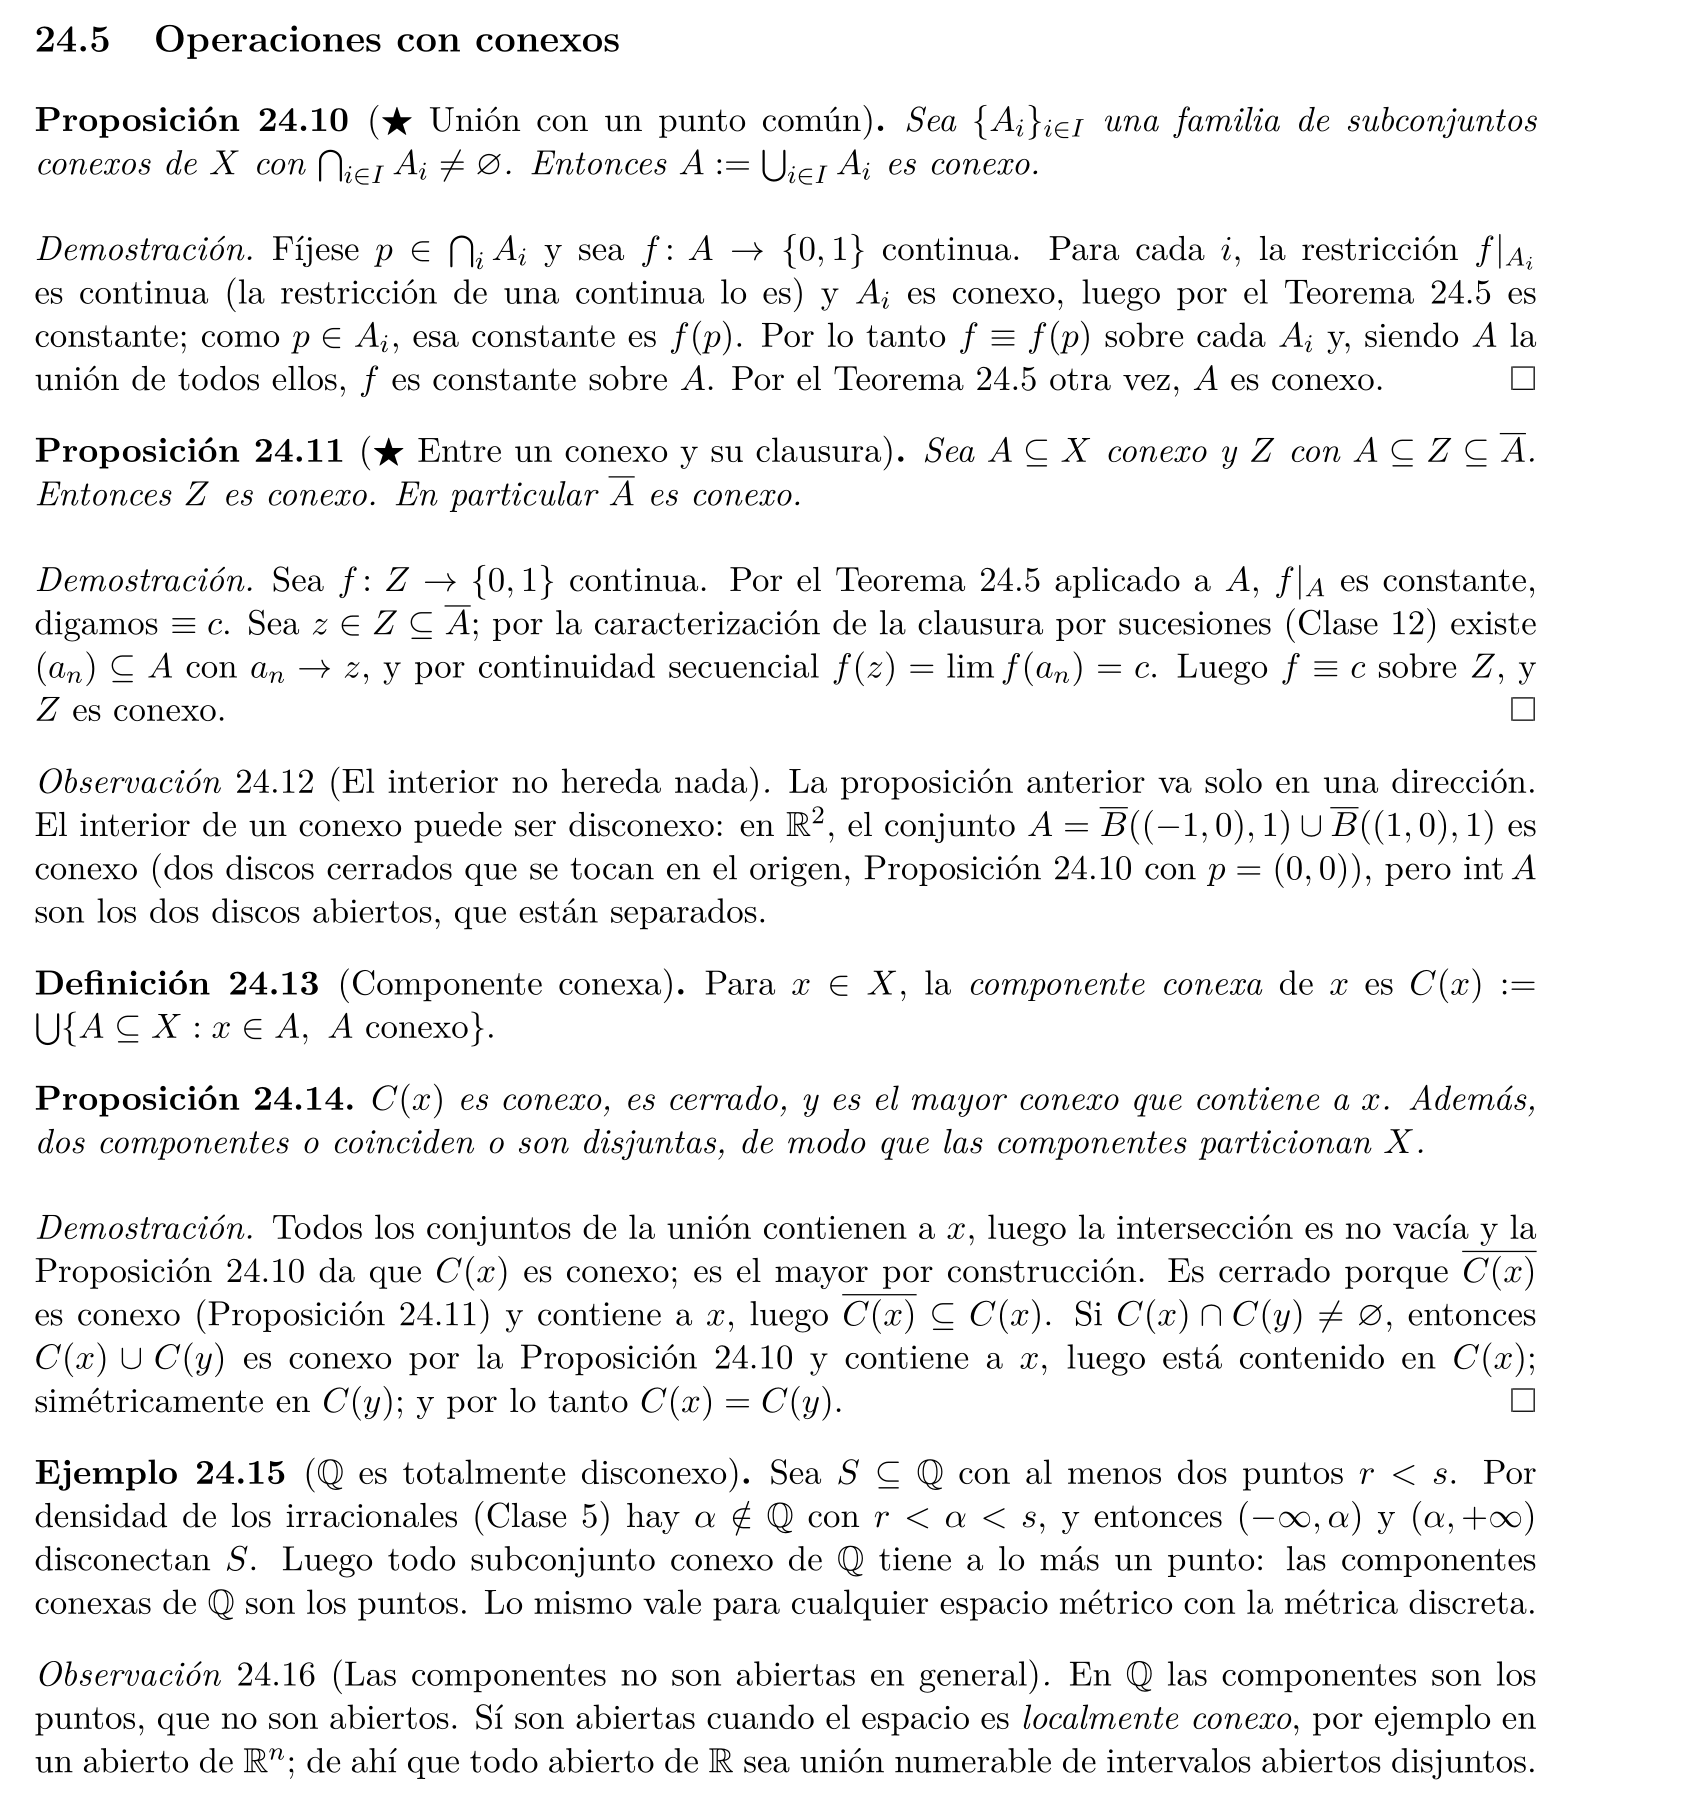 24.5 Operaciones con conexos
Proposición 24.10 (★ Unión con un punto común). Sea {A_i}_{i∈I} una familia de subconjuntos
conexos de X con ⋂_{i∈I} A_i ≠ ∅. Entonces A := ⋃_{i∈I} A_i es conexo.
Demostración. Fíjese p ∈ ⋂_i A_i y sea f: A → {0, 1} continua. Para cada i, la restricción f|_{A_i}
es continua (la restricción de una continua lo es) y A_i es conexo, luego por el Teorema 24.5 es
constante; como p ∈ A_i, esa constante es f(p). Por lo tanto f ≡ f(p) sobre cada A_i y, siendo A la
unión de todos ellos, f es constante sobre A. Por el Teorema 24.5 otra vez, A es conexo. □
Proposición 24.11 (★ Entre un conexo y su clausura). Sea A ⊆ X conexo y Z con A ⊆ Z ⊆ \overline{A}.
Entonces Z es conexo. En particular \overline{A} es conexo.
Demostración. Sea f: Z → {0, 1} continua. Por el Teorema 24.5 aplicado a A, f|_A es constante,
digamos ≡ c. Sea z ∈ Z ⊆ \overline{A}; por la caracterización de la clausura por sucesiones (Clase 12) existe
(a_n) ⊆ A con a_n → z, y por continuidad secuencial f(z) = lim f(a_n) = c. Luego f ≡ c sobre Z, y
Z es conexo. □
Observación 24.12 (El interior no hereda nada). La proposición anterior va solo en una dirección.
El interior de un conexo puede ser disconexo: en ℝ², el conjunto A = \overline{B}((−1, 0), 1) ∪ \overline{B}((1, 0), 1) es
conexo (dos discos cerrados que se tocan en el origen, Proposición 24.10 con p = (0, 0)), pero int A
son los dos discos abiertos, que están separados.
Definición 24.13 (Componente conexa). Para x ∈ X, la componente conexa de x es C(x) :=
⋃{A ⊆ X : x ∈ A, A conexo}.
Proposición 24.14. C(x) es conexo, es cerrado, y es el mayor conexo que contiene a x. Además,
dos componentes o coinciden o son disjuntas, de modo que las componentes particionan X.
Demostración. Todos los conjuntos de la unión contienen a x, luego la intersección es no vacía y la
Proposición 24.10 da que C(x) es conexo; es el mayor por construcción. Es cerrado porque \overline{C(x)}
es conexo (Proposición 24.11) y contiene a x, luego \overline{C(x)} ⊆ C(x). Si C(x) ∩ C(y) ≠ ∅, entonces
C(x) ∪ C(y) es conexo por la Proposición 24.10 y contiene a x, luego está contenido en C(x);
simétricamente en C(y); y por lo tanto C(x) = C(y). □
Ejemplo 24.15 (ℚ es totalmente disconexo). Sea S ⊆ ℚ con al menos dos puntos r < s. Por
densidad de los irracionales (Clase 5) hay α ∉ ℚ con r < α < s, y entonces (−∞, α) y (α, +∞)
disconectan S. Luego todo subconjunto conexo de ℚ tiene a lo más un punto: las componentes
conexas de ℚ son los puntos. Lo mismo vale para cualquier espacio métrico con la métrica discreta.
Observación 24.16 (Las componentes no son abiertas en general). En ℚ las componentes son los
puntos, que no son abiertos. Sí son abiertas cuando el espacio es localmente conexo, por ejemplo en
un abierto de ℝⁿ; de ahí que todo abierto de ℝ sea unión numerable de intervalos abiertos disjuntos.